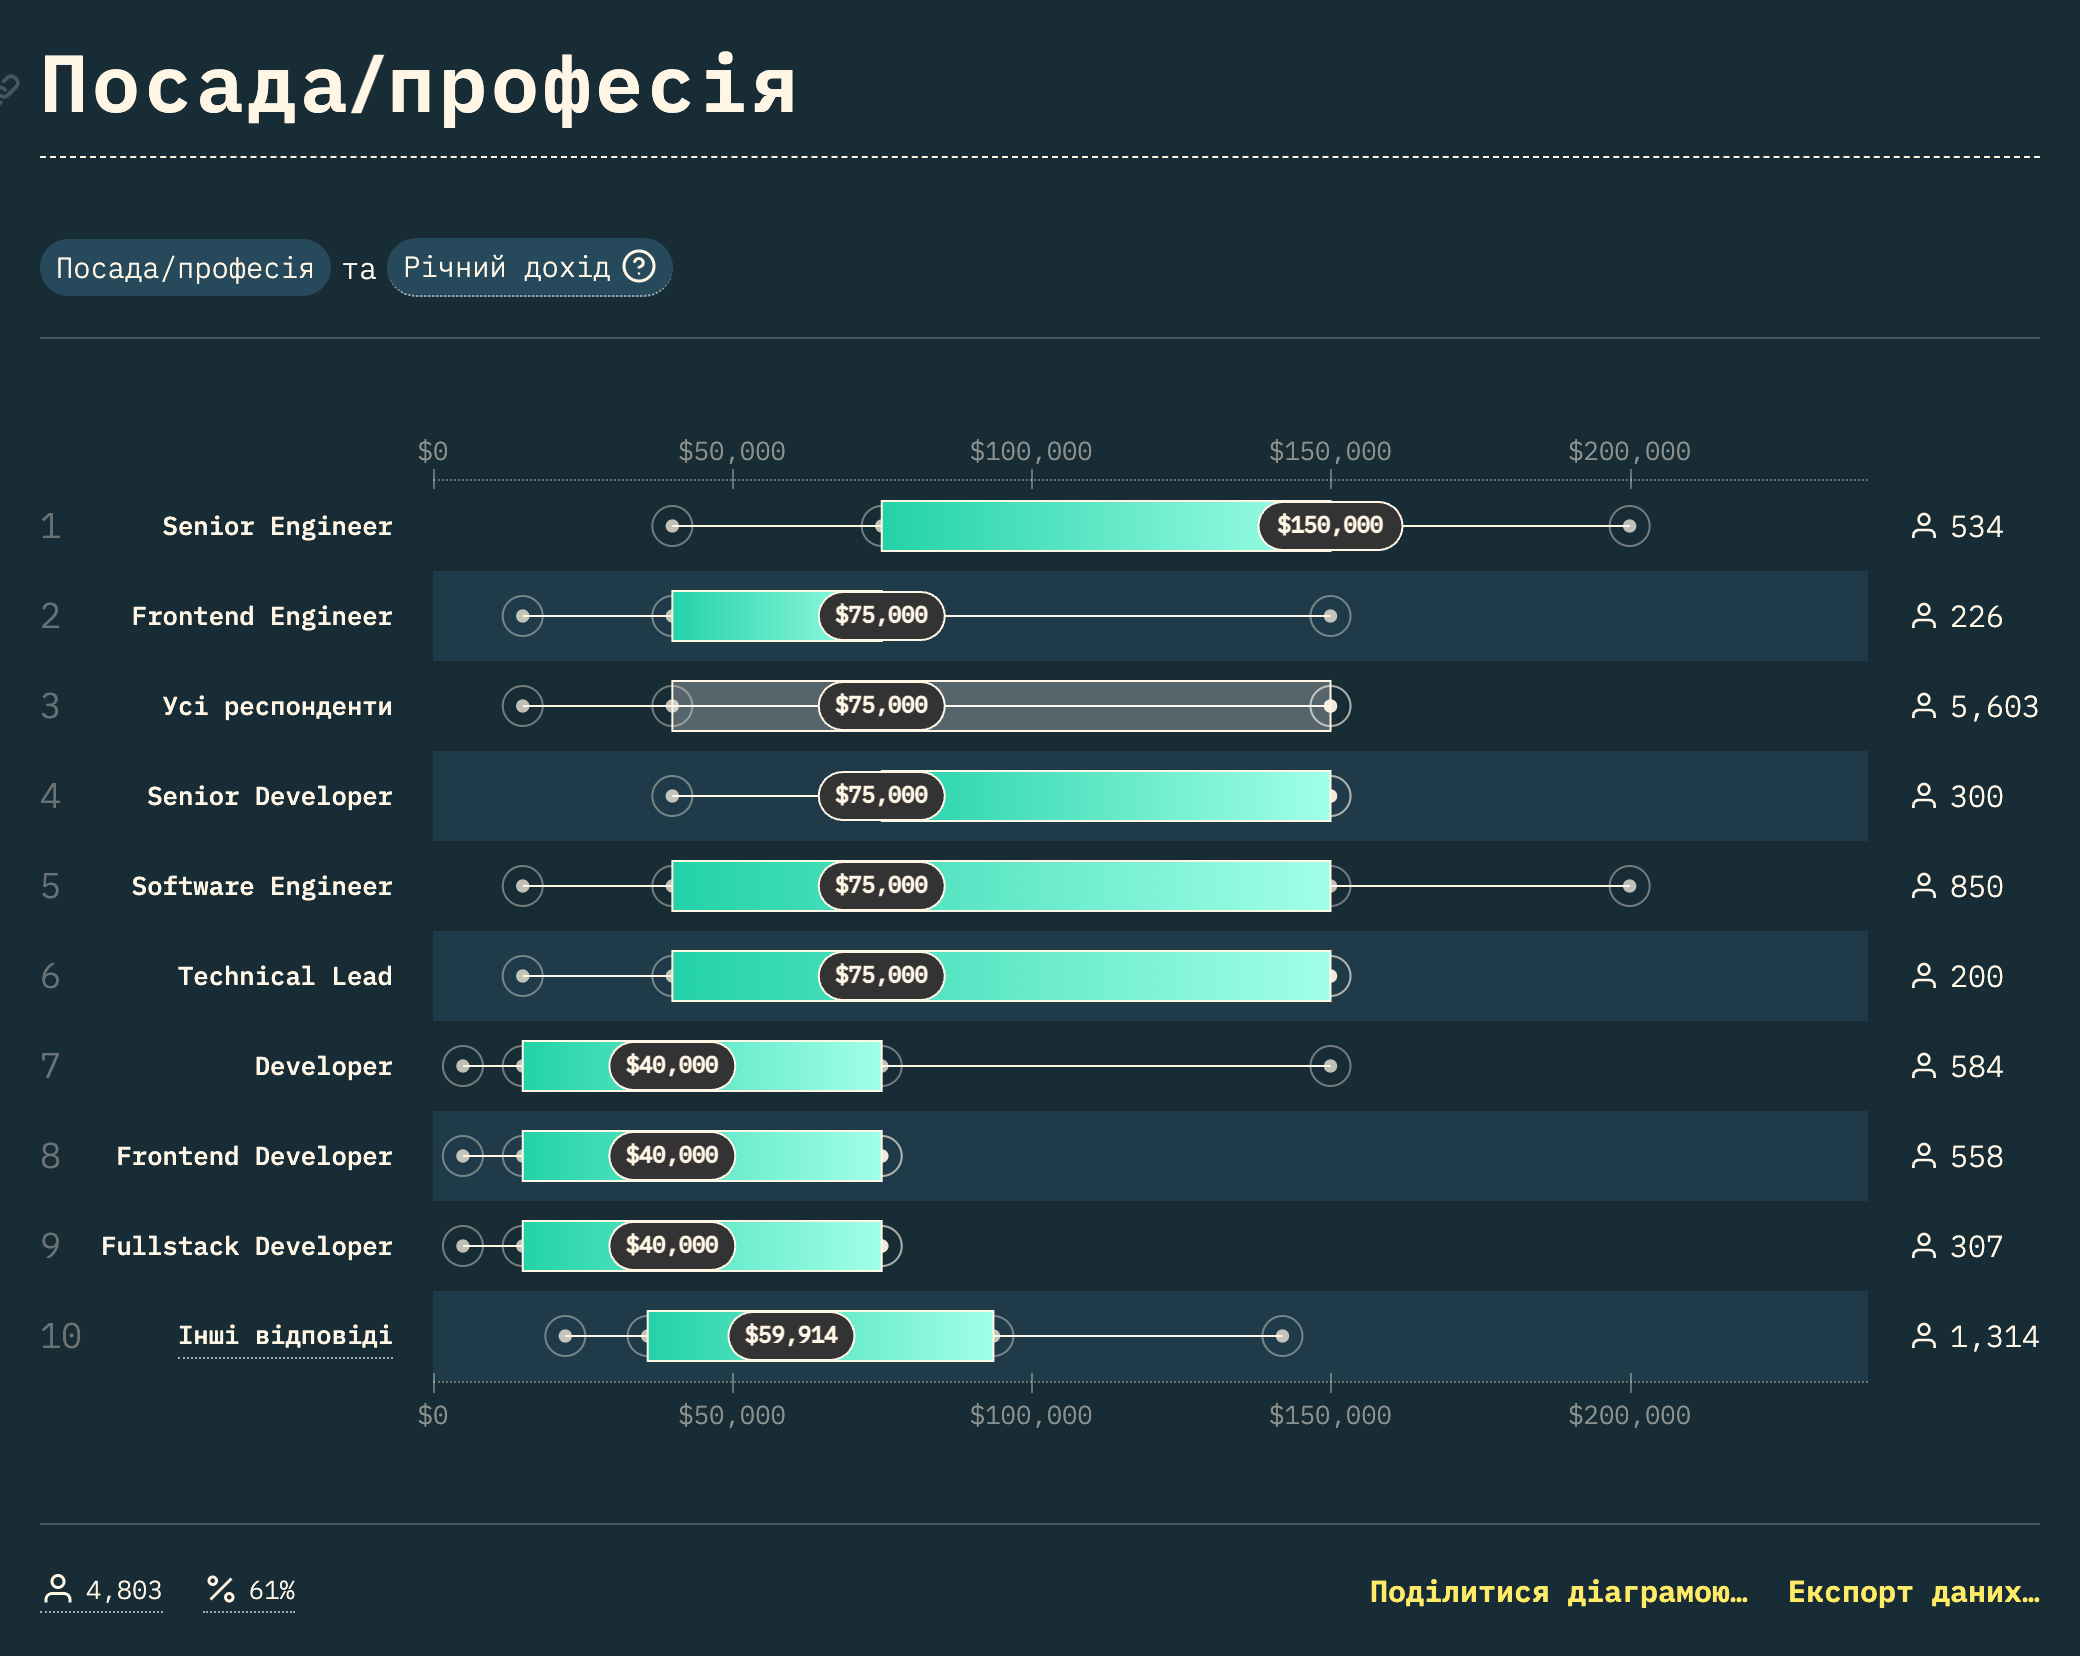 Посада/професія
Посада/професія та Річний дохід
$0 $50,000 $100,000 $150,000 $200,000
1 Senior Engineer $150,000 534
2 Frontend Engineer $75,000 226
3 Усі респонденти $75,000 5,603
4 Senior Developer $75,000 300
5 Software Engineer $75,000 850
6 Technical Lead $75,000 200
7 Developer $40,000 584
8 Frontend Developer $40,000 558
9 Fullstack Developer $40,000 307
10 Інші відповіді $59,914 1,314
$0 $50,000 $100,000 $150,000 $200,000
4,803 61% Поділитися діаграмою… Експорт даних…